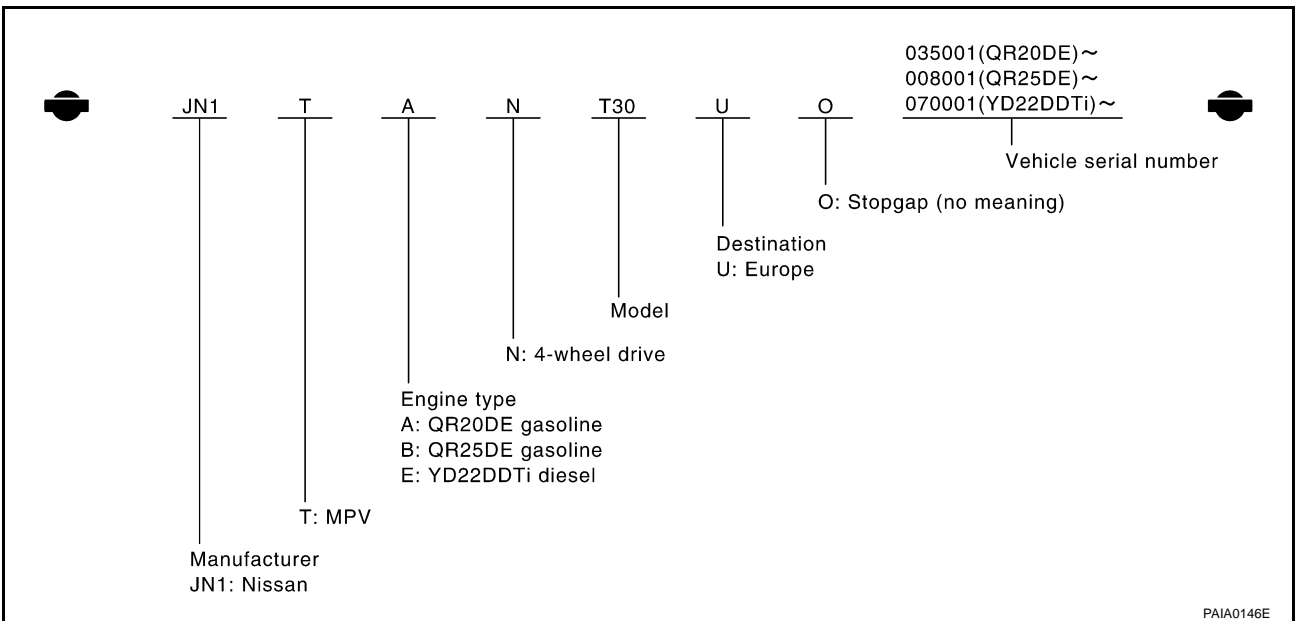 035001(QR20DE)～
008001(QR25DE)～
JN1 T A N T30 U O 070001(YD22DDTi)～
Vehicle serial number
O: Stopgap (no meaning)
Destination
U: Europe
Model
N: 4-wheel drive
Engine type
A: QR20DE gasoline
B: QR25DE gasoline
E: YD22DDTi diesel
T: MPV
Manufacturer
JN1: Nissan
PAIA0146E